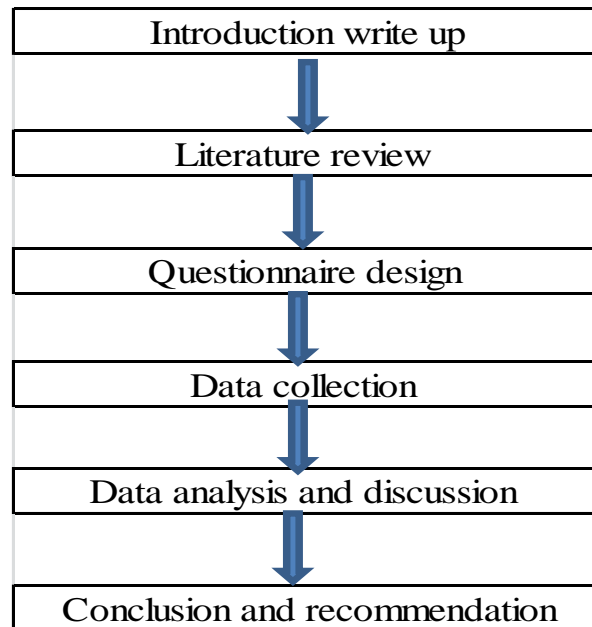 Introduction write up
Literature review
Questionnaire design
Data collection
Data analysis and discussion
Conclusion and recommendation